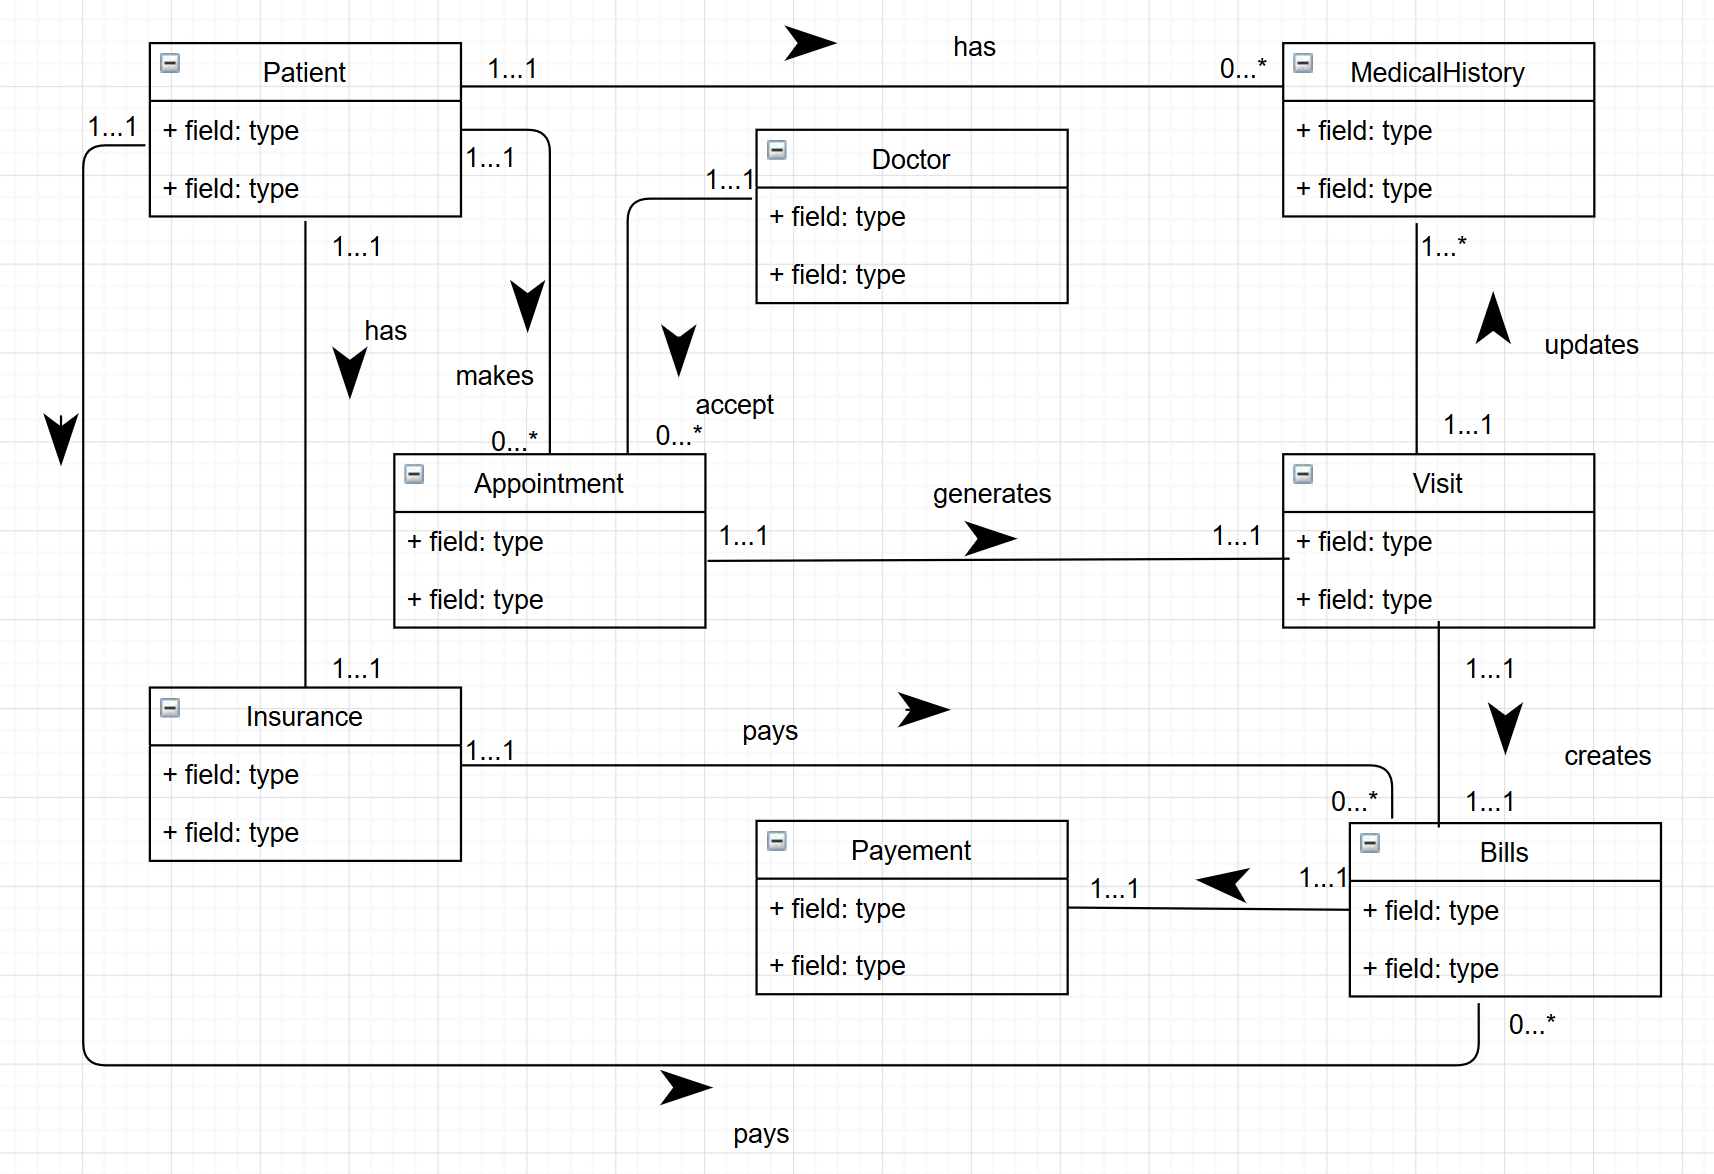 has
Patient
1...1
0...*
MedicalHistory
1...1
+ field: type
1...1
+ field: type
+ field: type
+ field: type
Doctor
1...1
+ field: type
+ field: type
1...1
1...*
has
updates
makes
accept
0...*
0...*
1...1
Appointment
generates
Visit
+ field: type
1...1
1...1
+ field: type
+ field: type
+ field: type
1...1
1...1
Insurance
pays
1...1
creates
+ field: type
0...*
1...1
+ field: type
Payement
Bills
1...1
1...1
+ field: type
+ field: type
+ field: type
+ field: type
0...*
pays